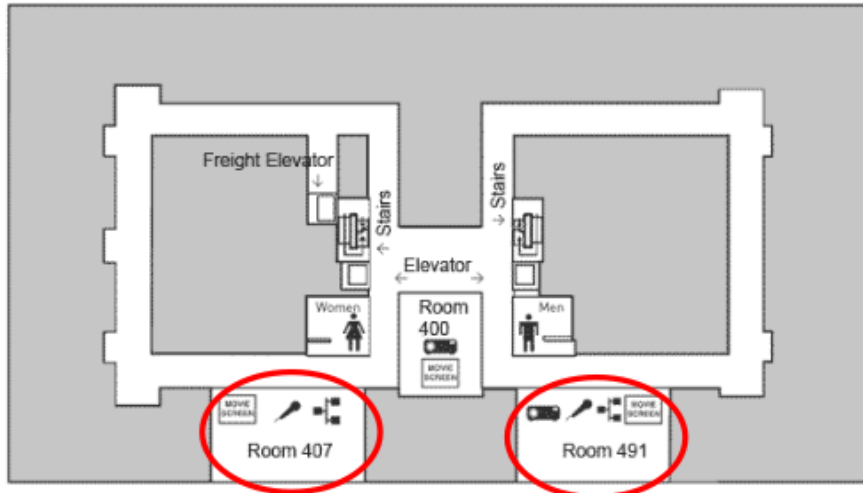 Freight Elevator
Stairs
Stairs
Elevator
Women
Room
400
Men
MOVIE
SCREEN
MOVIE
SCREEN
Room 407
MOVIE
SCREEN
Room 491